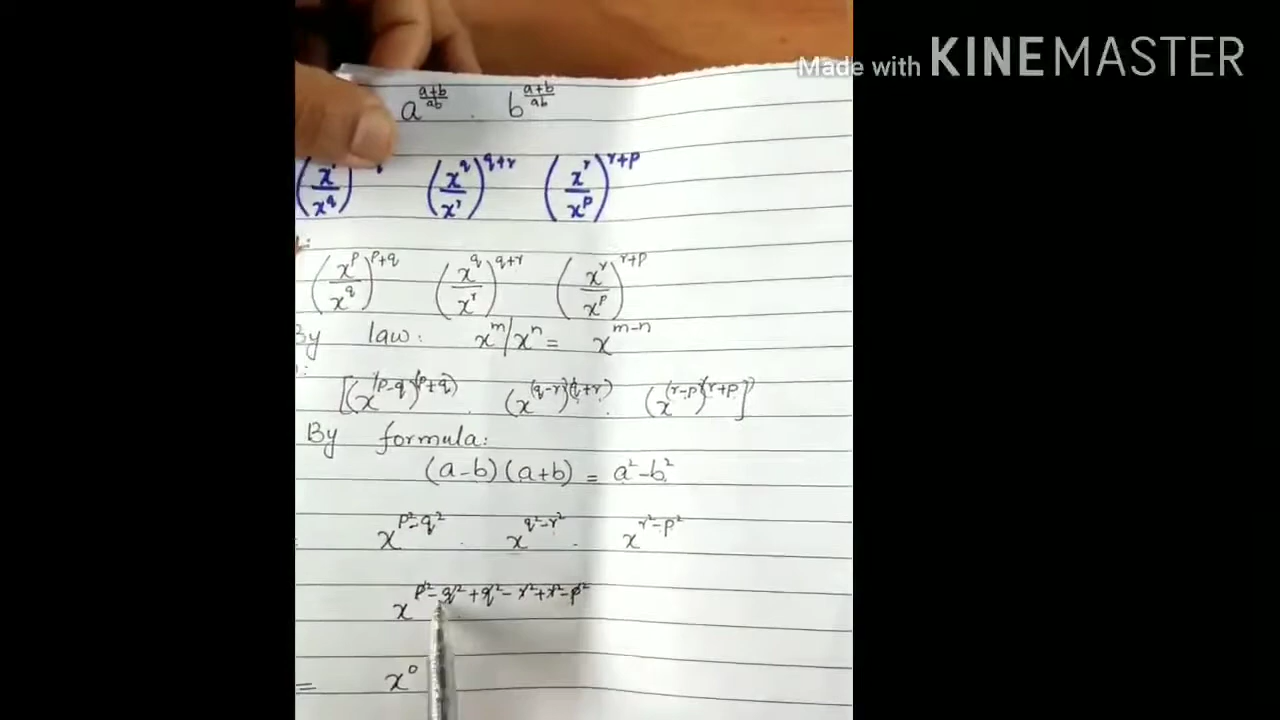 Made with KINEMASTER
a^((a+b)/ab) . b^((a+b)/ab)
(x/x^q) (x^q/x^r)^(q+r) (x^r/x^p)^(r+p)
(x^p/x^q)^(p+q) (x^q/x^r)^(q+r) (x^r/x^p)^(r+p)
By law: x^m/x^n = x^(m-n)
[(x^(p-q))^(p+q) . (x^(q-r))^(q+r) . (x^(r-p))^(r+p)]
By formula:
(a-b)(a+b) = a²-b²
x^(p²-q²) . x^(q²-r²) . x^(r²-p²)
x^(p²-q²+q²-r²+r²-p²)
= x⁰